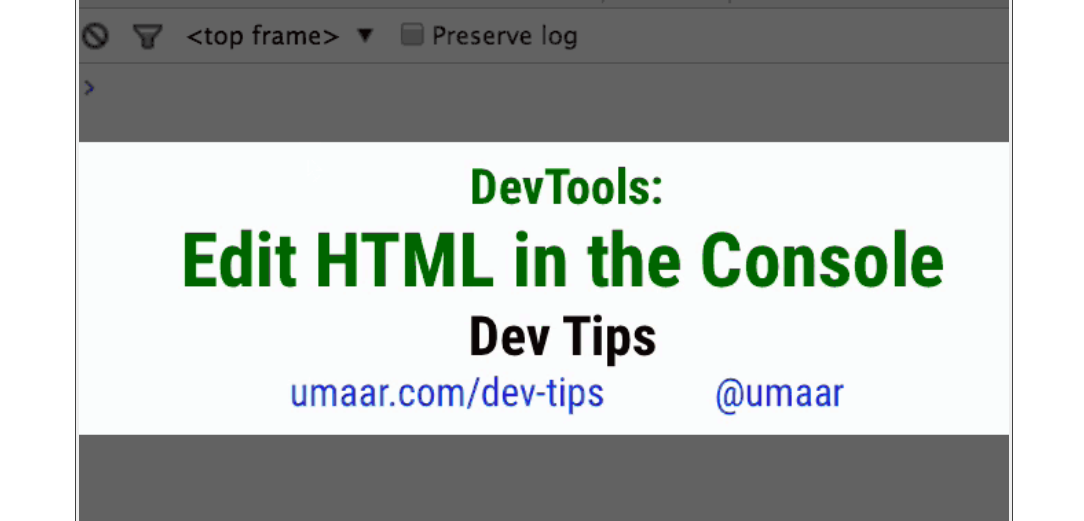 <top frame> ▼ Preserve log
>
DevTools:
Edit HTML in the Console
Dev Tips
umaar.com/dev-tips @umaar